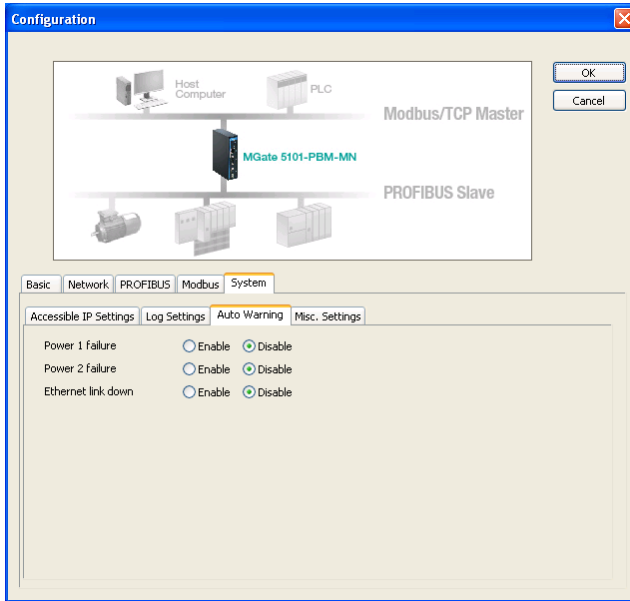 Configuration
Host
Computer
PLC
Modbus/TCP Master
MGate 5101-PBM-MN
PROFIBUS Slave
OK
Cancel
Basic Network PROFIBUS Modbus System
Accessible IP Settings Log Settings Auto Warning Misc. Settings
Power 1 failure Enable Disable
Power 2 failure Enable Disable
Ethernet link down Enable Disable